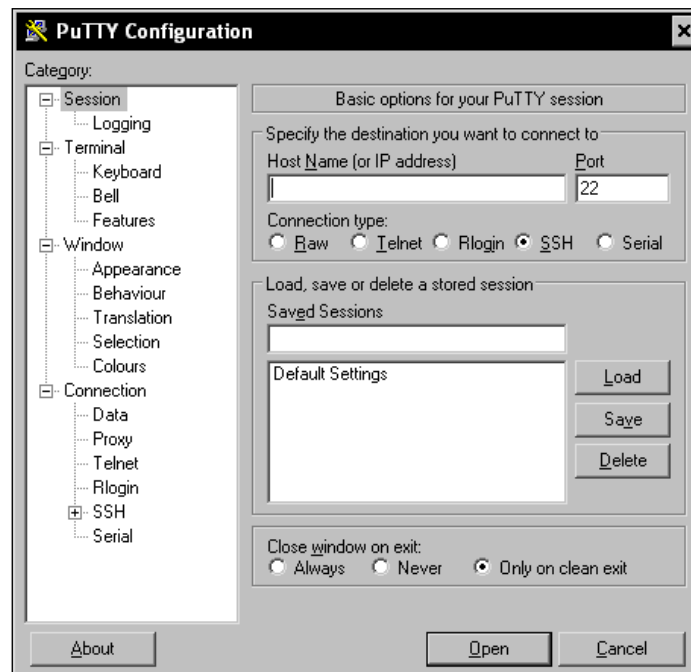 PuTTY Configuration
Category:
Session
Logging
Terminal
Keyboard
Bell
Features
Window
Appearance
Behaviour
Translation
Selection
Colours
Connection
Data
Proxy
Telnet
Rlogin
SSH
Serial
Basic options for your PuTTY session
Specify the destination you want to connect to
Host Name (or IP address) Port
22
Connection type:
Raw Telnet Rlogin SSH Serial
Load, save or delete a stored session
Saved Sessions
Default Settings
Load
Save
Delete
Close window on exit:
Always Never Only on clean exit
About Open Cancel